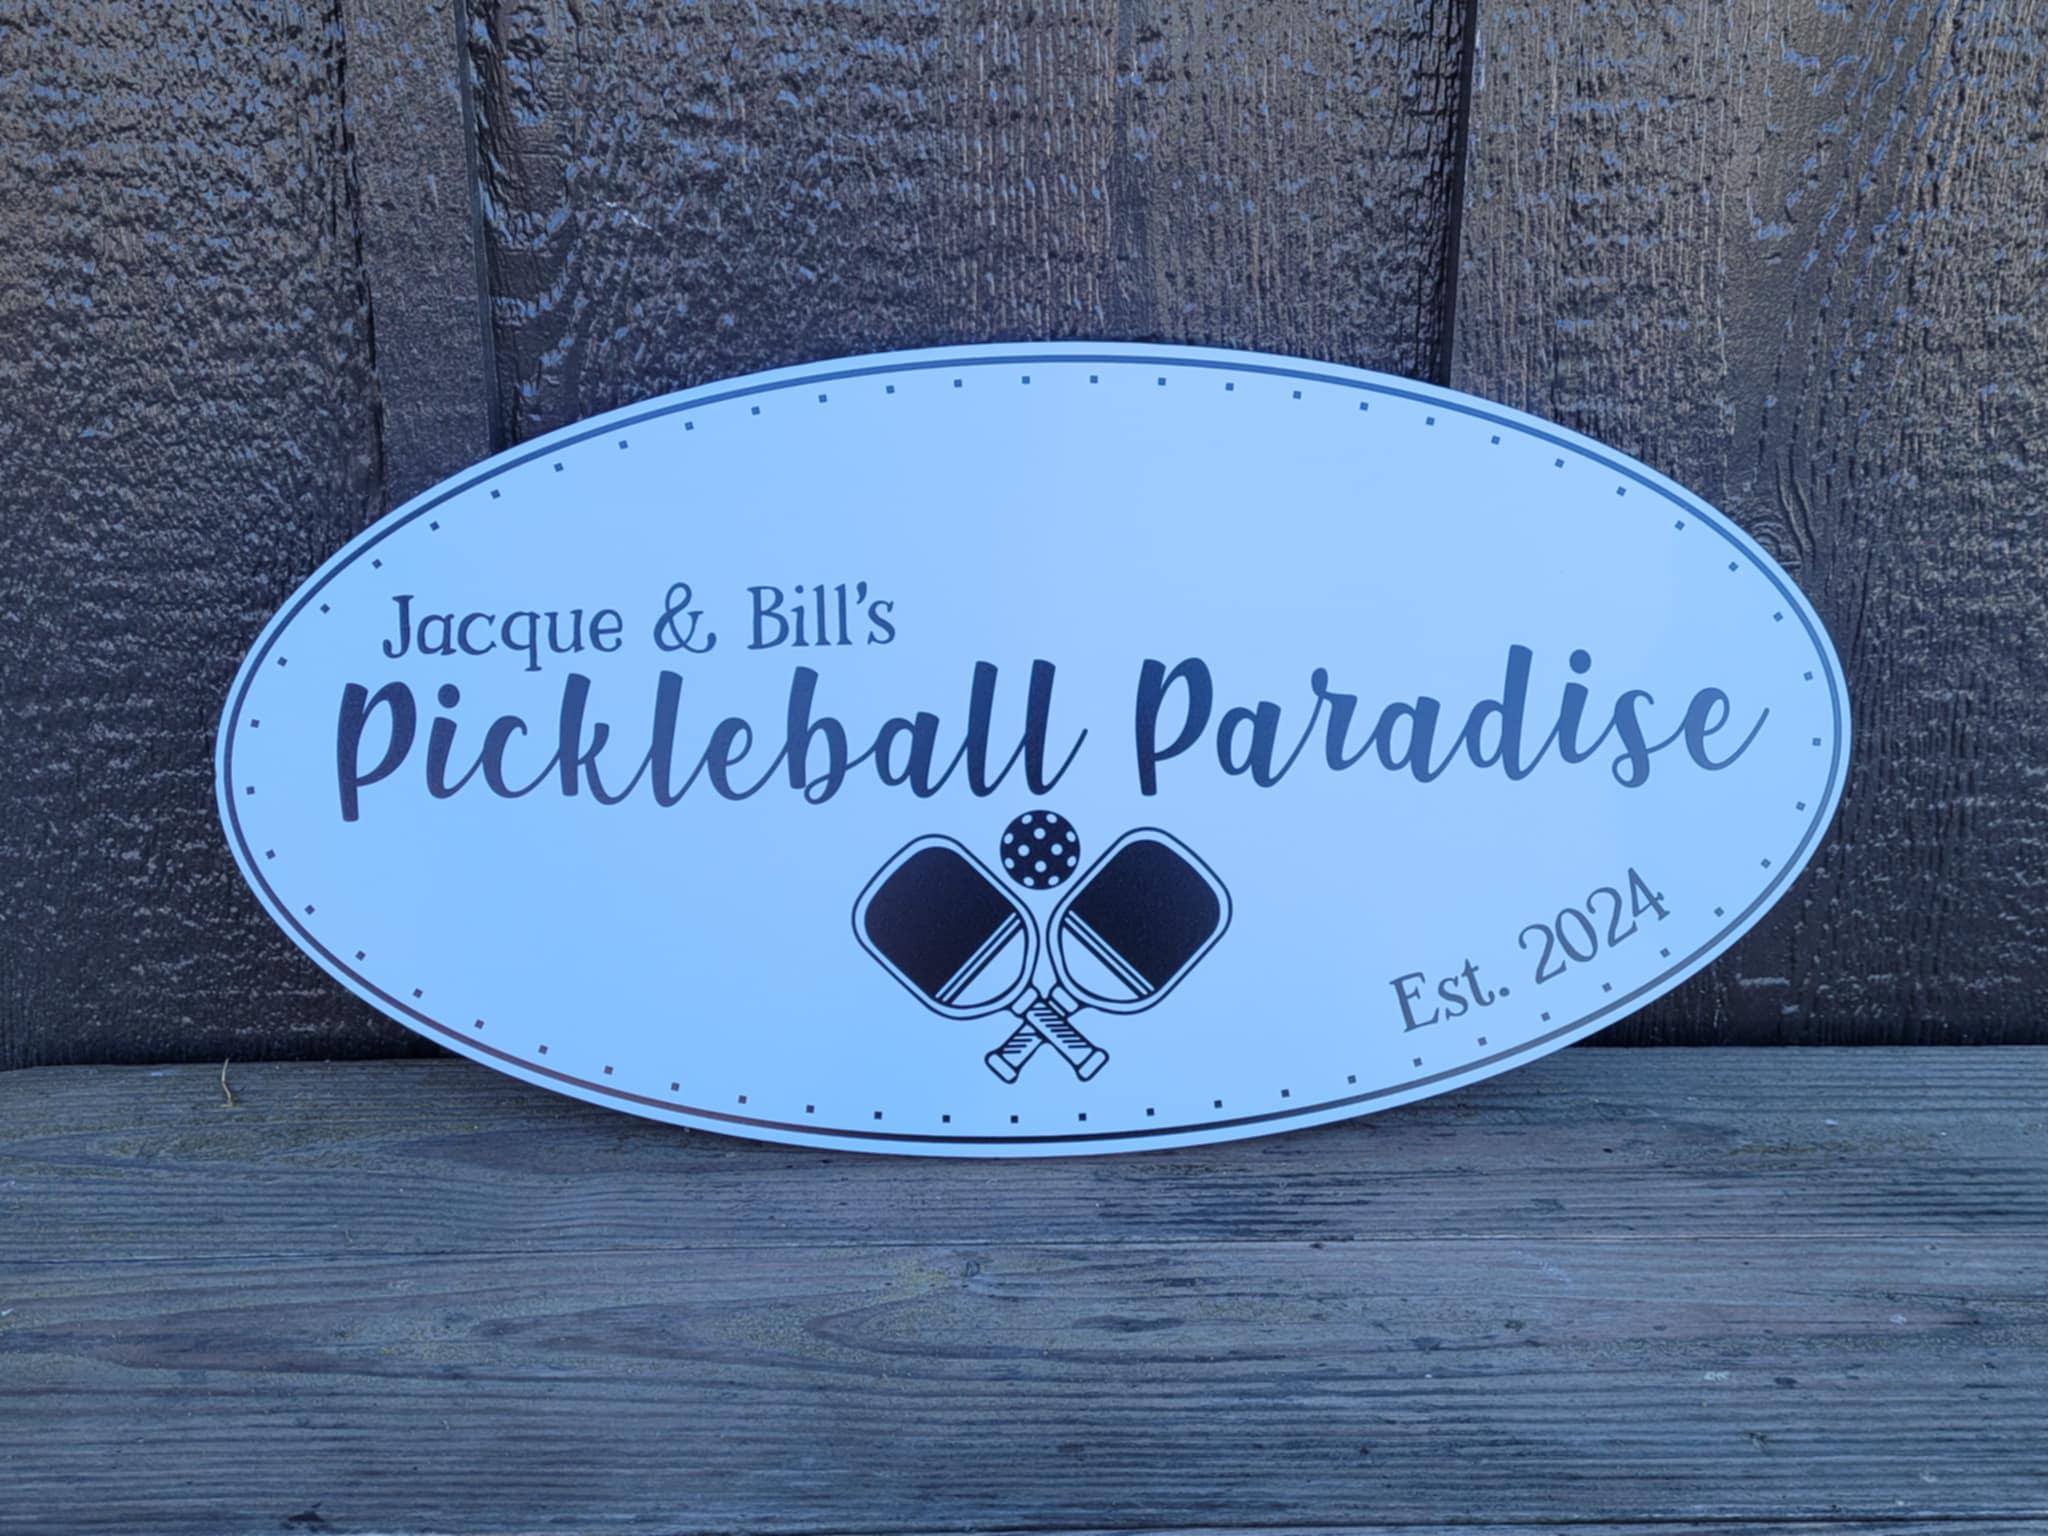 Jacque & Bill's
Pickleball Paradise
Est. 2024